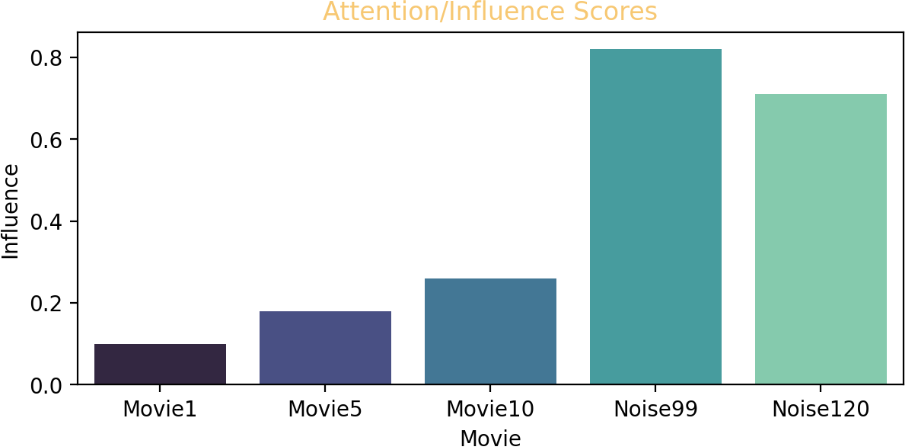 Attention/Influence Scores
Influence
0.8
0.6
0.4
0.2
0.0
Movie1 Movie5 Movie10 Noise99 Noise120
Movie